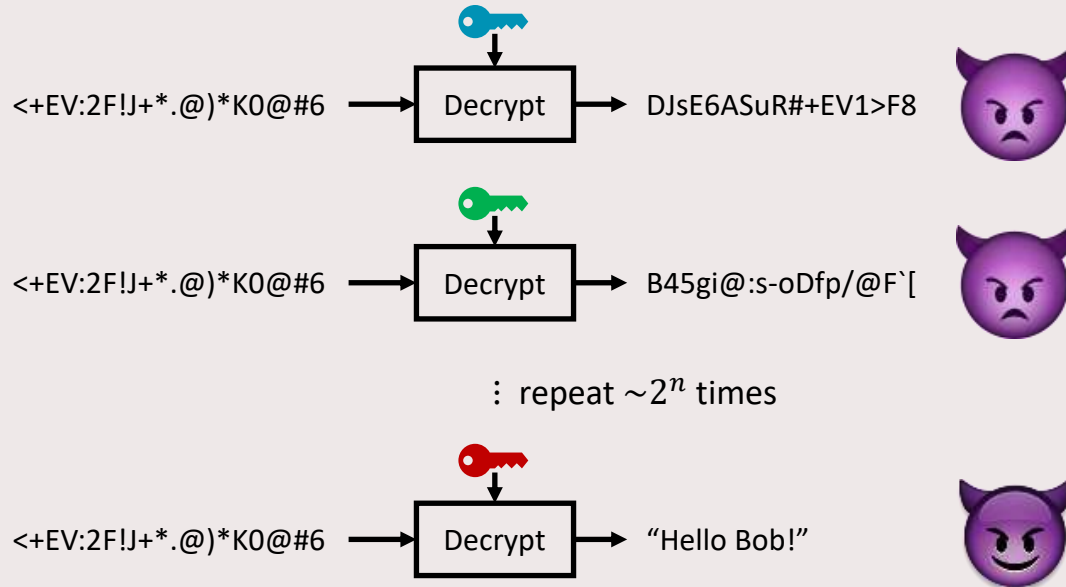 <+EV:2F!J+*.@)*K0@#6 Decrypt DJsE6ASuR#+EV1>F8
<+EV:2F!J+*.@)*K0@#6 Decrypt B45gi@:s-oDfp/@F`[
⋮ repeat ~2ⁿ times
<+EV:2F!J+*.@)*K0@#6 Decrypt “Hello Bob!”